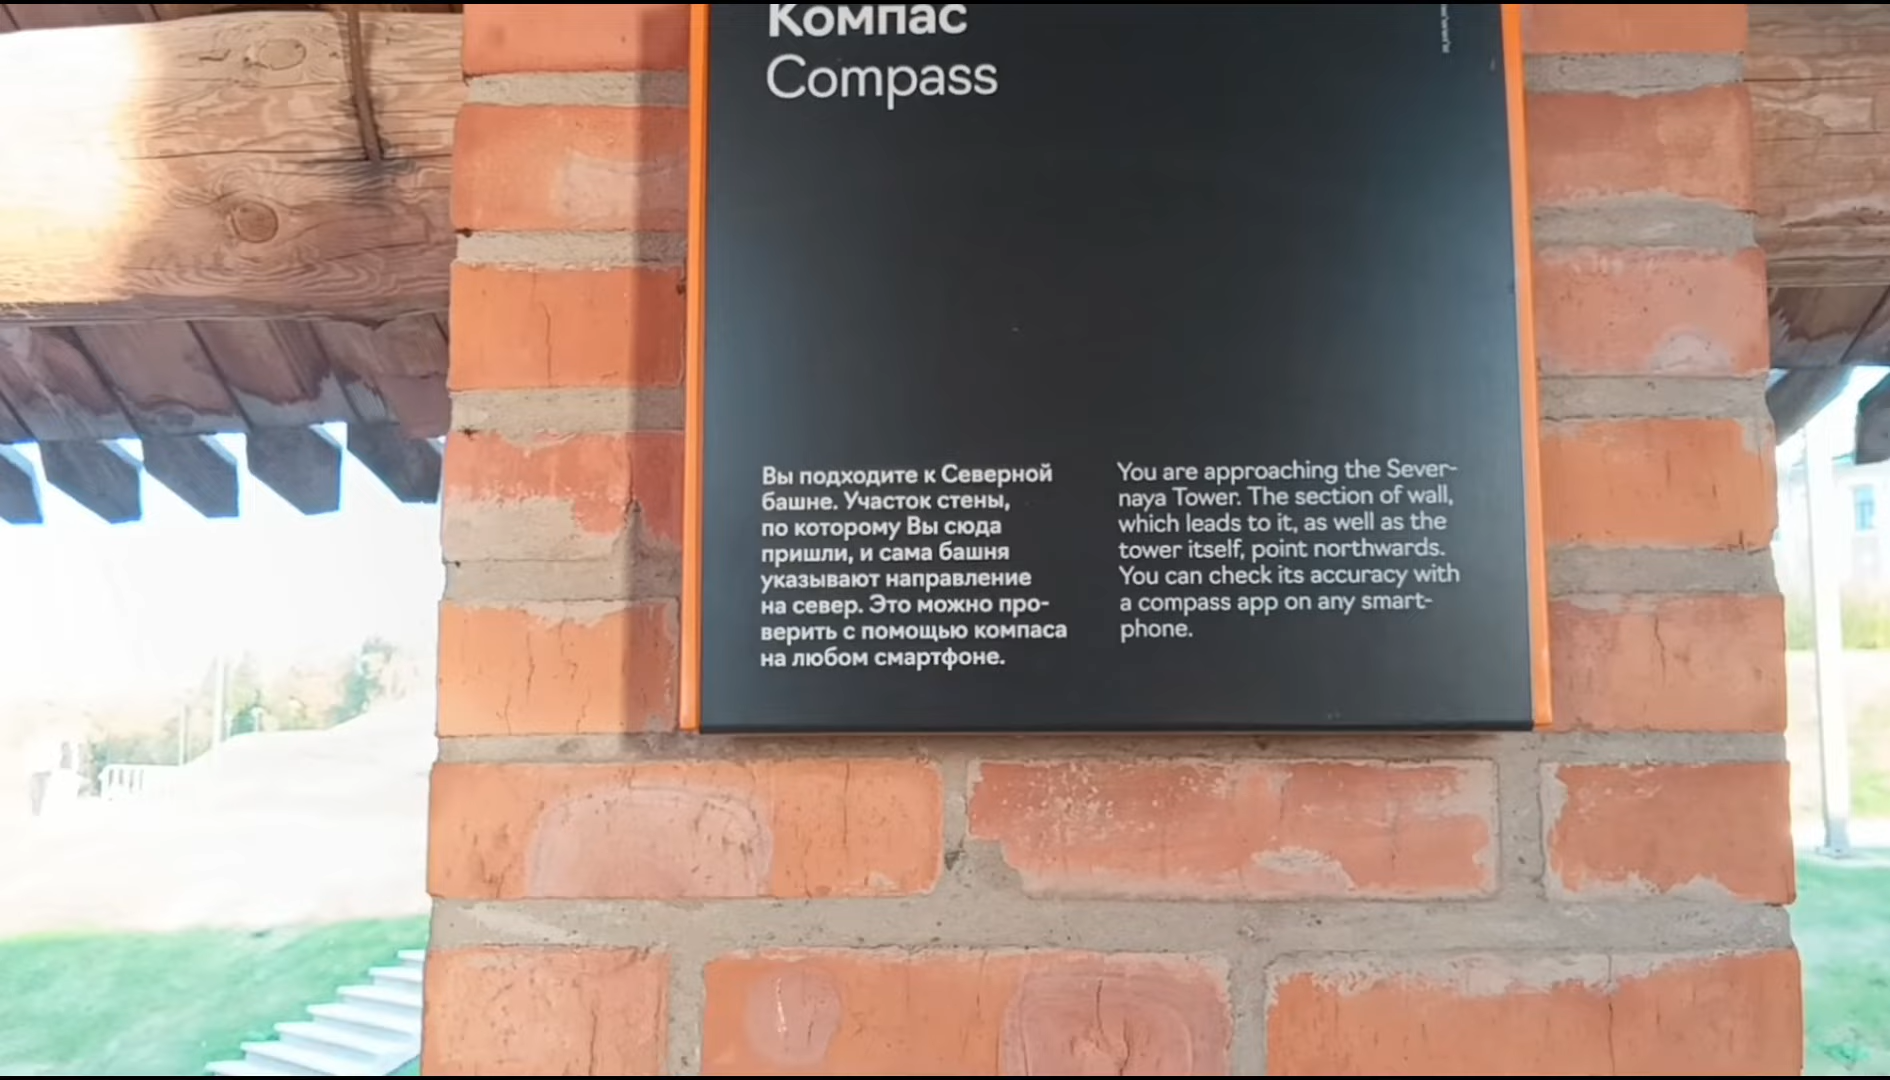 Компас
Compass
Вы подходите к Северной
башне. Участок стены,
по которому Вы сюда
пришли, и сама башня
указывают направление
на север. Это можно про-
верить с помощью компаса
на любом смартфоне.
You are approaching the Sever-
naya Tower. The section of wall,
which leads to it, as well as the
tower itself, point northwards.
You can check its accuracy with
a compass app on any smart-
phone.